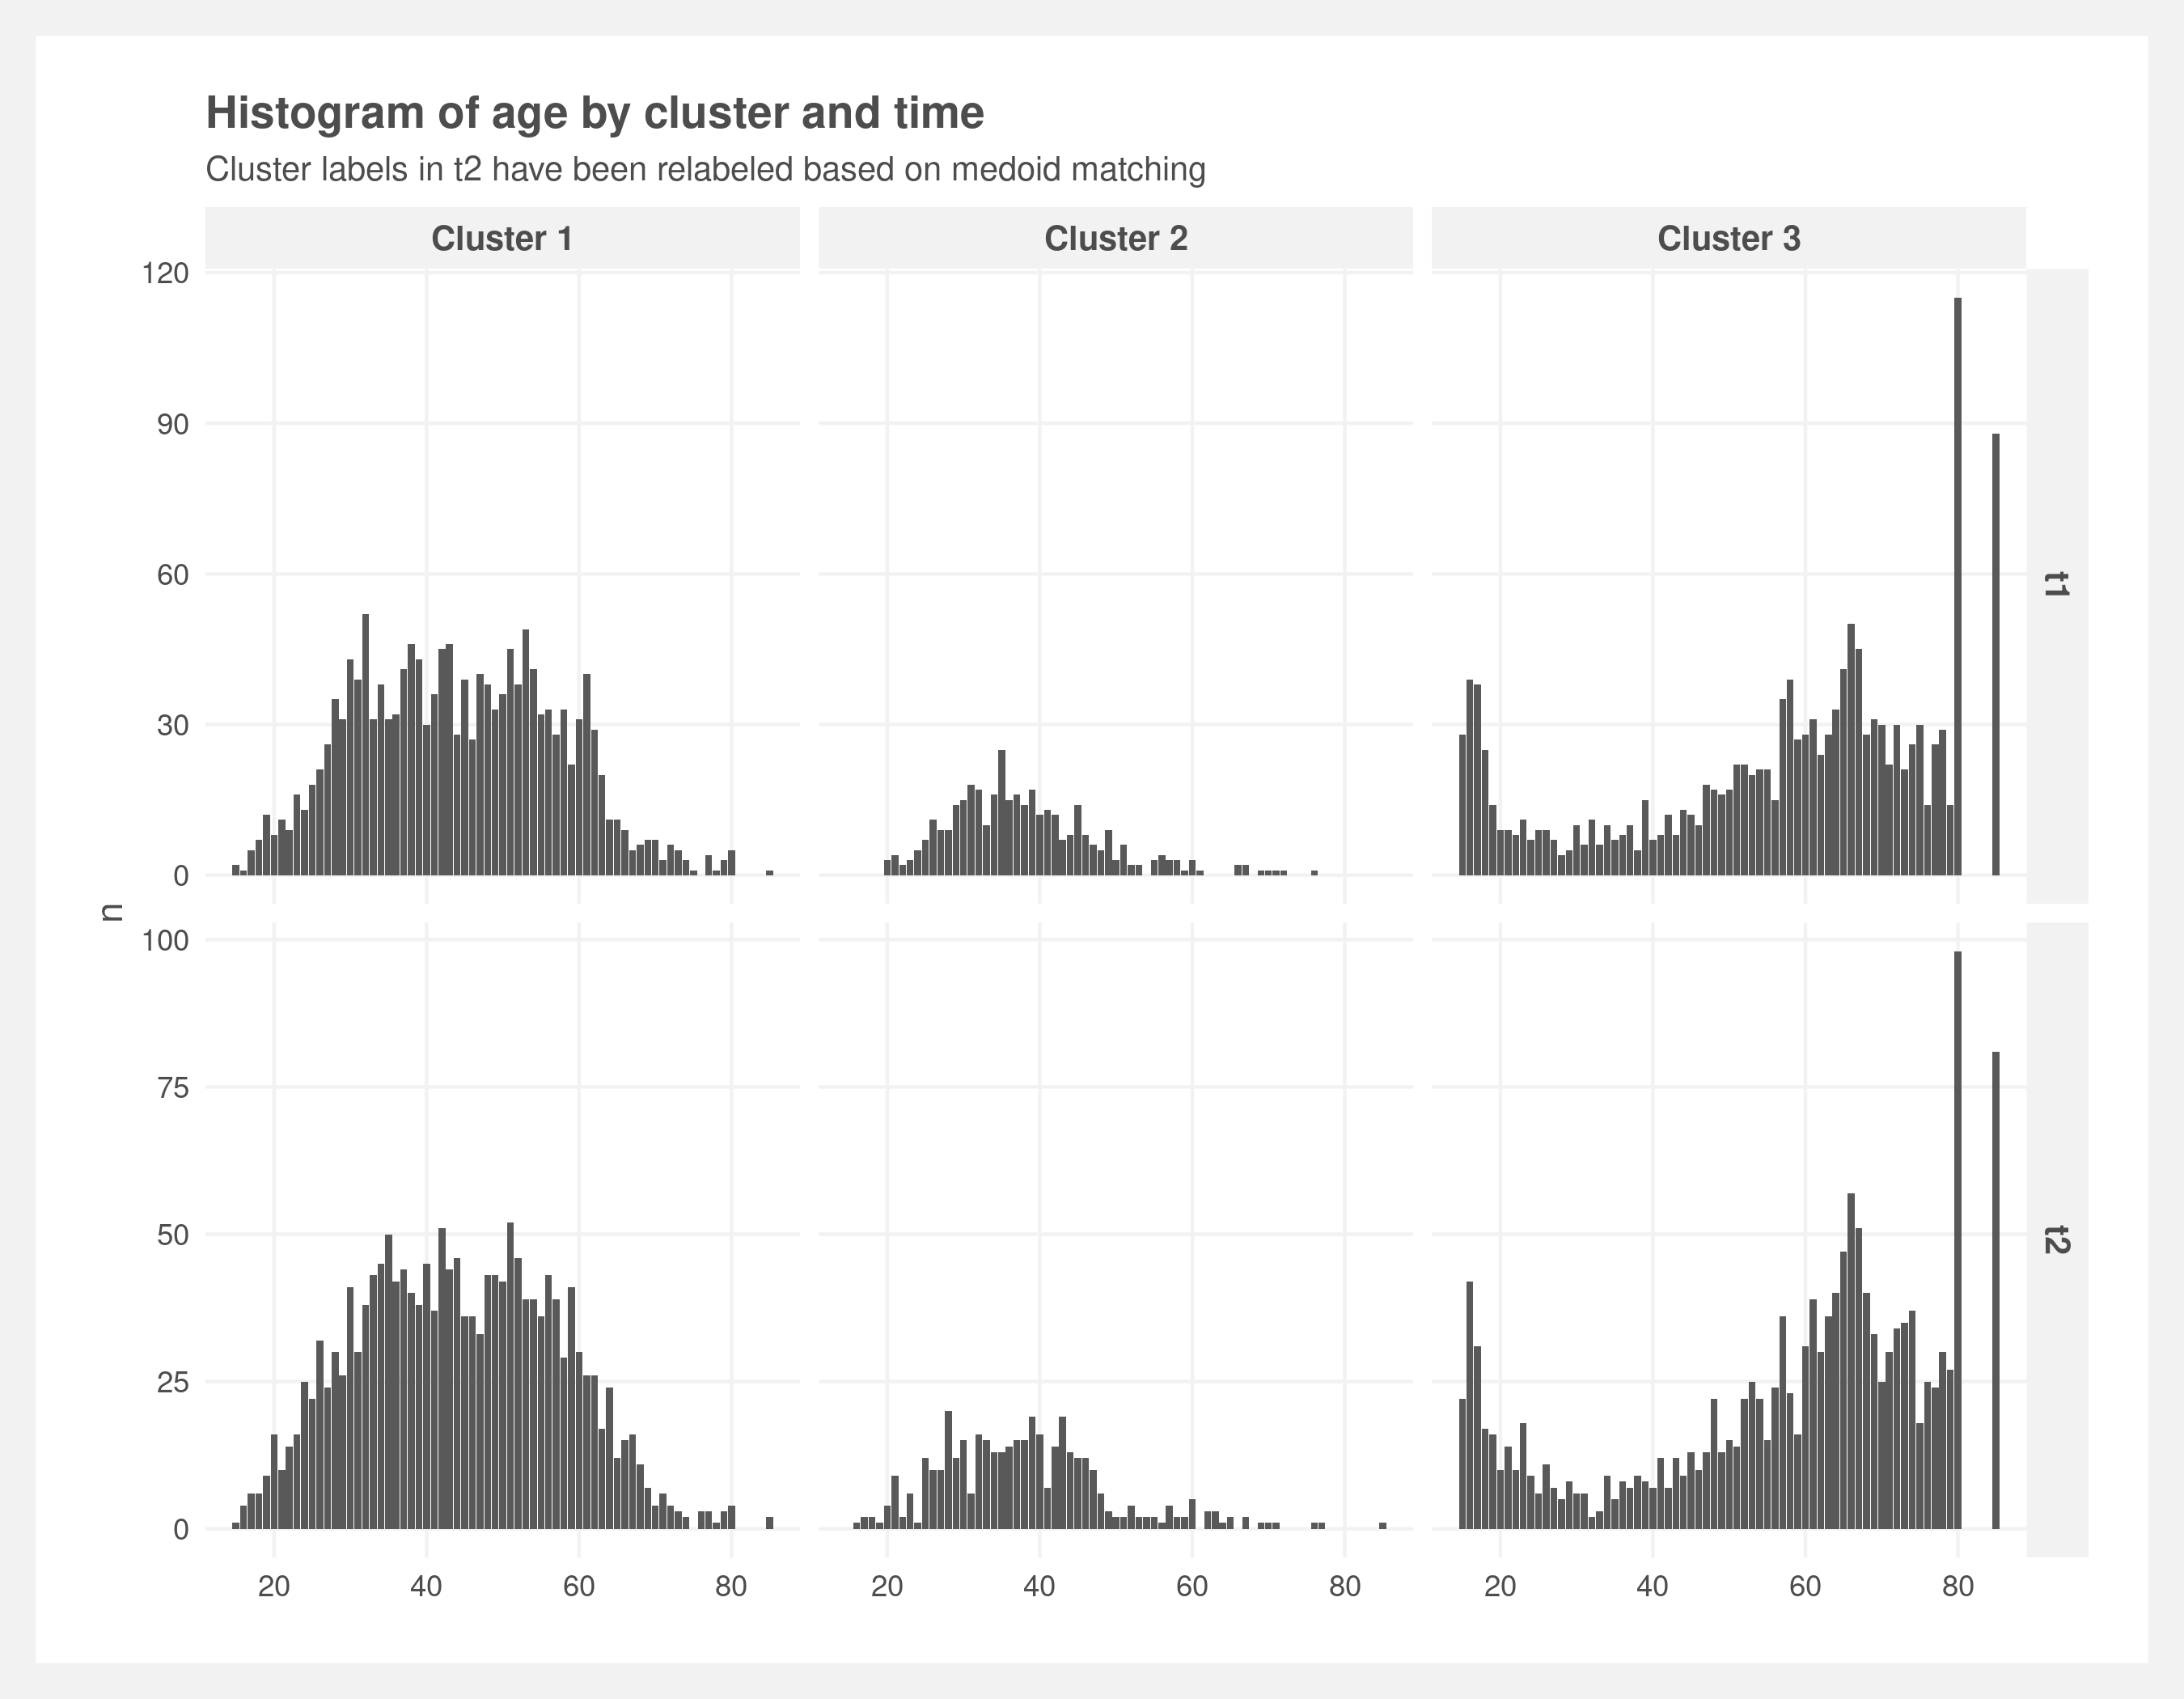 Histogram of age by cluster and time
Cluster labels in t2 have been relabeled based on medoid matching
Cluster 1 Cluster 2 Cluster 3
120
90
60
30
0
t1
n
100
75
50
25
0
t2
20 40 60 80 20 40 60 80 20 40 60 80